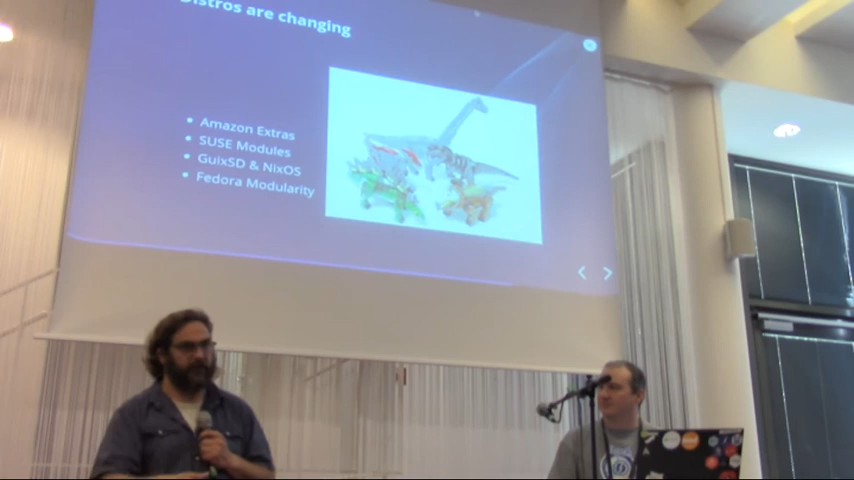 Distros are changing
Amazon Extras
SUSE Modules
GuixSD & NixOS
Fedora Modularity